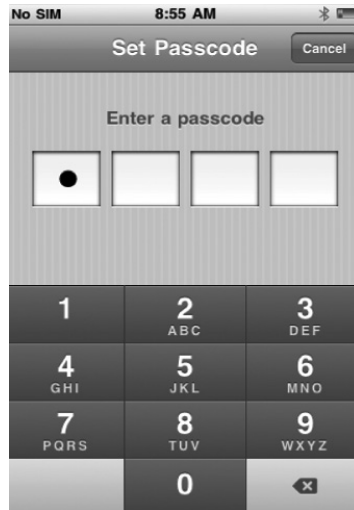 No SIM 8:55 AM
Set Passcode Cancel
Enter a passcode
1 2 3
ABC DEF
4 5 6
GHI JKL MNO
7 8 9
PQRS TUV WXYZ
0